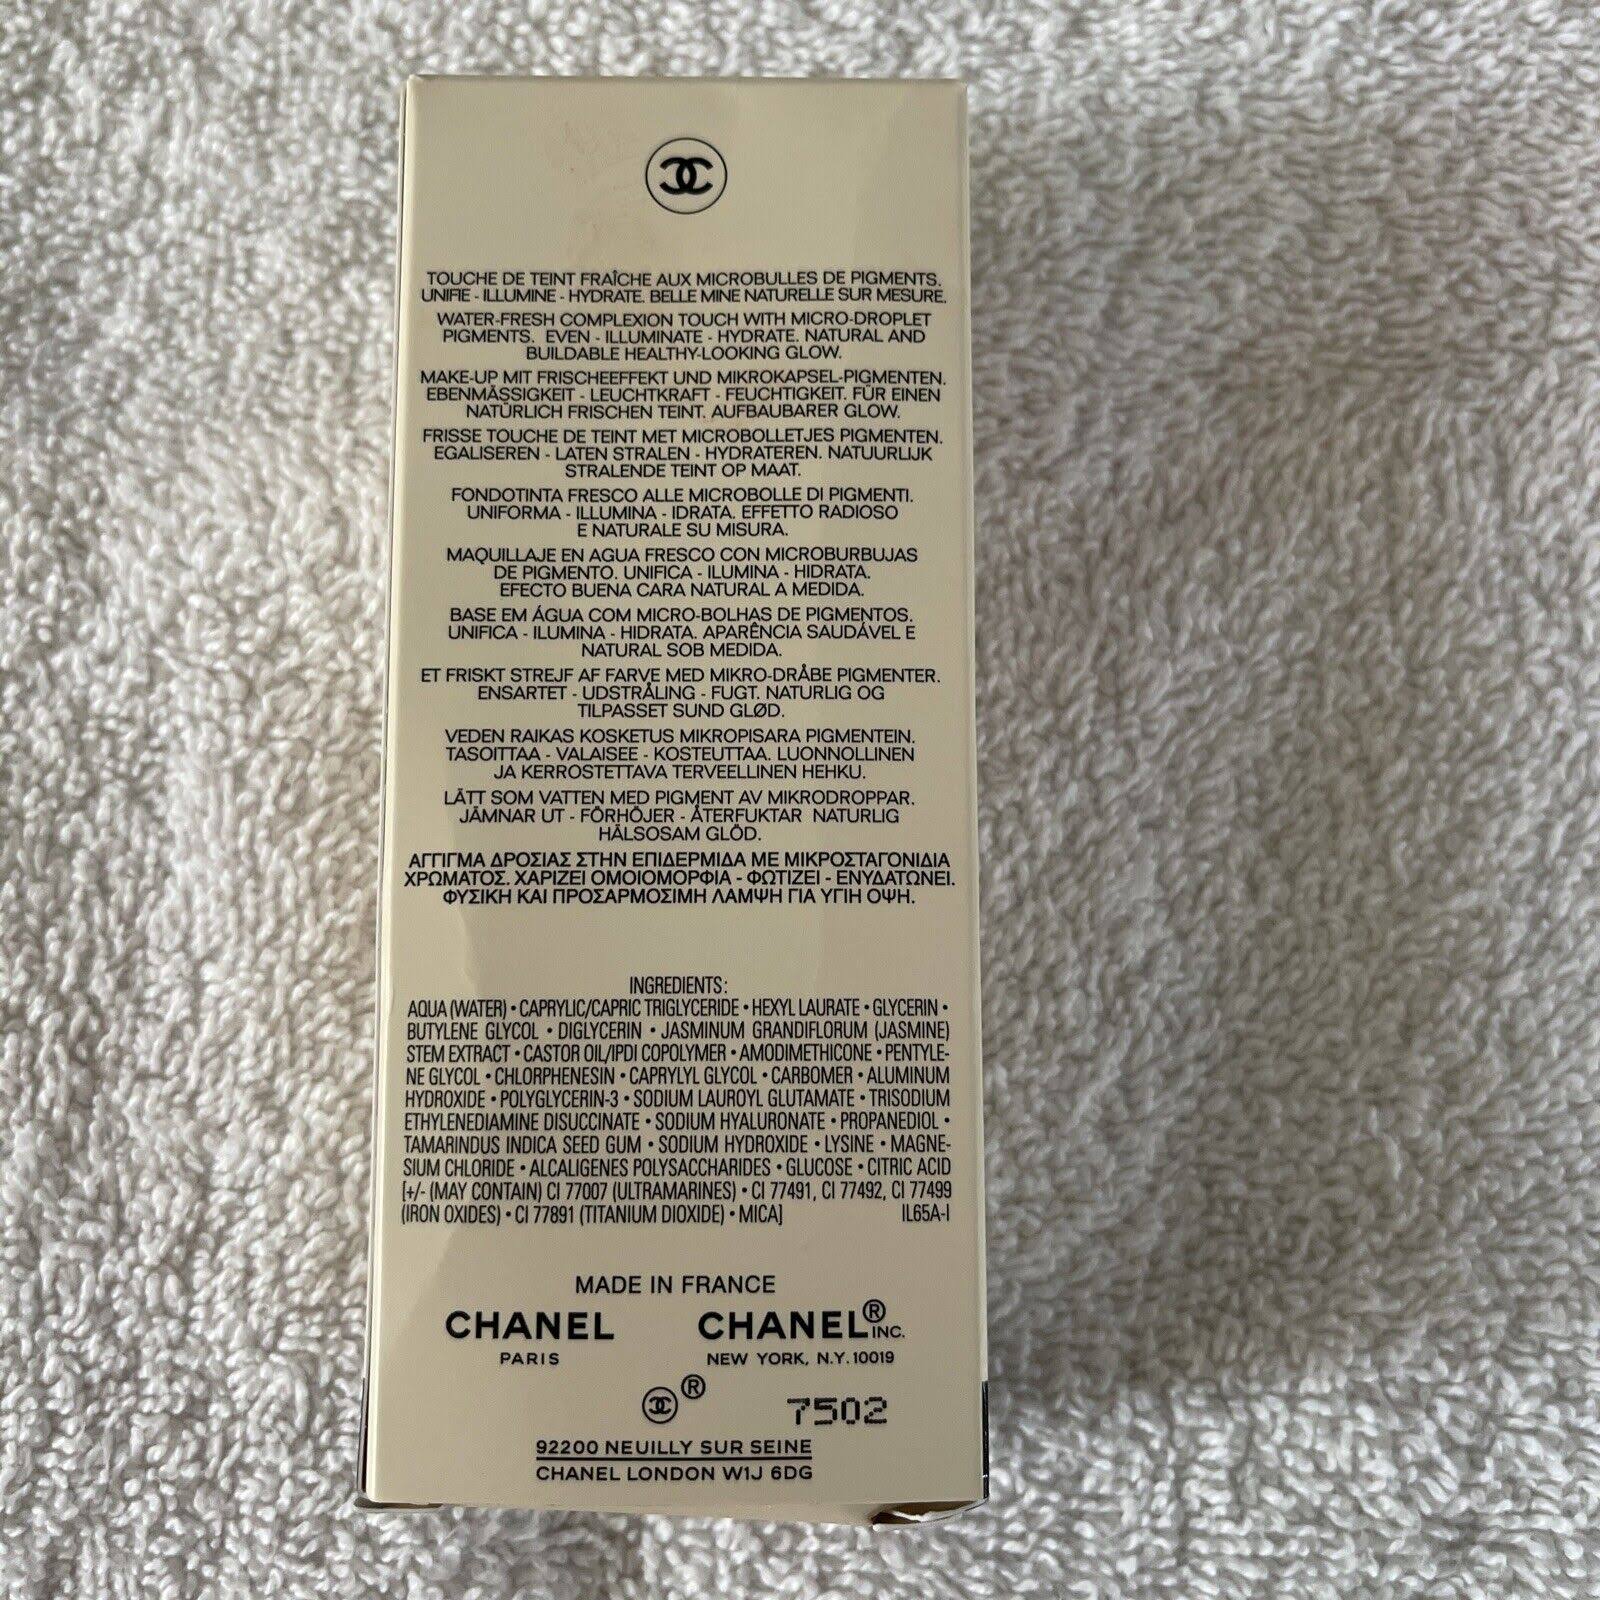 TOUCHE DE TEINT FRAÎCHE AUX MICROBULLES DE PIGMENTS.
UNIFIE - ILLUMINE - HYDRATE. BELLE MINE NATURELLE SUR MESURE.
WATER-FRESH COMPLEXION TOUCH WITH MICRO-DROPLET
PIGMENTS. EVEN - ILLUMINATE - HYDRATE. NATURAL AND
BUILDABLE HEALTHY-LOOKING GLOW.
MAKE-UP MIT FRISCHEEFFEKT UND MIKROKAPSEL-PIGMENTEN.
EBENMÄSSIGKEIT - LEUCHTKRAFT - FEUCHTIGKEIT. FÜR EINEN
NATÜRLICH FRISCHEN TEINT. AUFBAUBARER GLOW.
FRISSE TOUCHE DE TEINT MET MICROBOLLETJES PIGMENTEN.
EGALISEREN - LATEN STRALEN - HYDRATEREN. NATUURLIJK
STRALENDE TEINT OP MAAT.
FONDOTINTA FRESCO ALLE MICROBOLLE DI PIGMENTI.
UNIFORMA - ILLUMINA - IDRATA. EFFETTO RADIOSO
E NATURALE SU MISURA.
MAQUILLAJE EN AGUA FRESCO CON MICROBURBUJAS
DE PIGMENTO. UNIFICA - ILUMINA - HIDRATA.
EFECTO BUENA CARA NATURAL A MEDIDA.
BASE EM ÁGUA COM MICRO-BOLHAS DE PIGMENTOS.
UNIFICA - ILUMINA - HIDRATA. APARÊNCIA SAUDÁVEL E
NATURAL SOB MEDIDA.
ET FRISKT STREJF AF FARVE MED MIKRO-DRÅBE PIGMENTER.
ENSARTET - UDSTRÅLING - FUGT. NATURLIG OG
TILPASSET SUND GLØD.
VEDEN RAIKAS KOSKETUS MIKROPISARA PIGMENTEIN.
TASOITTAA - VALAISEE - KOSTEUTTAA. LUONNOLLINEN
JA KERROSTETTAVA TERVEELLINEN HEHKU.
LÄTT SOM VATTEN MED PIGMENT AV MIKRODROPPAR.
JÄMNAR UT - FÖRHÖJER - ÅTERFUKTAR NATURLIG
HÄLSOSAM GLÖD.
ΑΓΓΙΓΜΑ ΔΡΟΣΙΑΣ ΣΤΗΝ ΕΠΙΔΕΡΜΙΔΑ ΜΕ ΜΙΚΡΟΣΤΑΓΟΝΙΔΙΑ
ΧΡΩΜΑΤΟΣ. ΧΑΡΙΖΕΙ ΟΜΟΙΟΜΟΡΦΙΑ - ΦΩΤΙΖΕΙ - ΕΝΥΔΑΤΩΝΕΙ.
ΦΥΣΙΚΗ ΚΑΙ ΠΡΟΣΑΡΜΟΣΙΜΗ ΛΑΜΨΗ ΓΙΑ ΥΓΙΗ ΟΨΗ.
INGREDIENTS:
AQUA (WATER) • CAPRYLIC/CAPRIC TRIGLYCERIDE • HEXYL LAURATE • GLYCERIN •
BUTYLENE GLYCOL • DIGLYCERIN • JASMINUM GRANDIFLORUM (JASMINE)
STEM EXTRACT • CASTOR OIL/IPDI COPOLYMER • AMODIMETHICONE • PENTYLE-
NE GLYCOL • CHLORPHENESIN • CAPRYLYL GLYCOL • CARBOMER • ALUMINUM
HYDROXIDE • POLYGLYCERIN-3 • SODIUM LAUROYL GLUTAMATE • TRISODIUM
ETHYLENEDIAMINE DISUCCINATE • SODIUM HYALURONATE • PROPANEDIOL •
TAMARINDUS INDICA SEED GUM • SODIUM HYDROXIDE • LYSINE • MAGNE-
SIUM CHLORIDE • ALCALIGENES POLYSACCHARIDES • GLUCOSE • CITRIC ACID
[+/- (MAY CONTAIN) CI 77007 (ULTRAMARINES) • CI 77491, CI 77492, CI 77499
(IRON OXIDES) • CI 77891 (TITANIUM DIOXIDE) • MICA] IL65A-I
MADE IN FRANCE
CHANEL CHANEL® INC.
PARIS NEW YORK, N.Y. 10019
® 7502
92200 NEUILLY SUR SEINE
CHANEL LONDON W1J 6DG